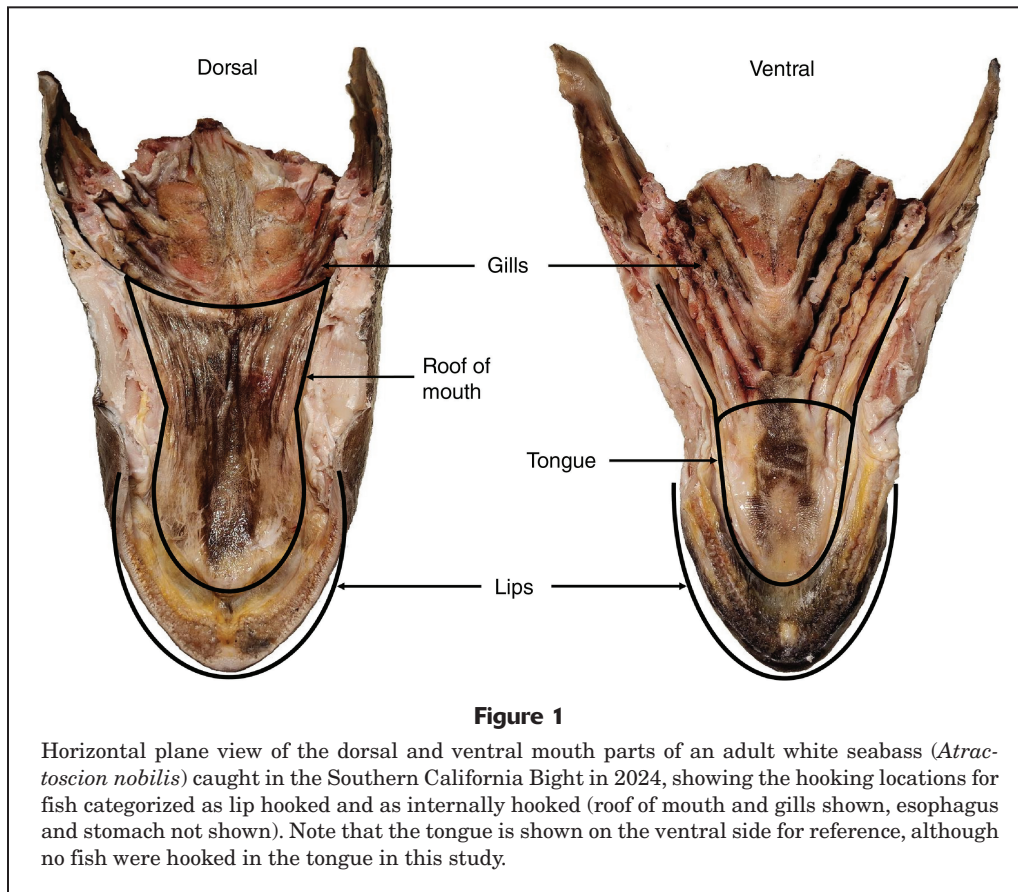 Dorsal
Ventral
Gills
Roof of
mouth
Tongue
Lips
Figure 1
Horizontal plane view of the dorsal and ventral mouth parts of an adult white seabass (Atrac-
toscion nobilis) caught in the Southern California Bight in 2024, showing the hooking locations for
fish categorized as lip hooked and as internally hooked (roof of mouth and gills shown, esophagus
and stomach not shown). Note that the tongue is shown on the ventral side for reference, although
no fish were hooked in the tongue in this study.